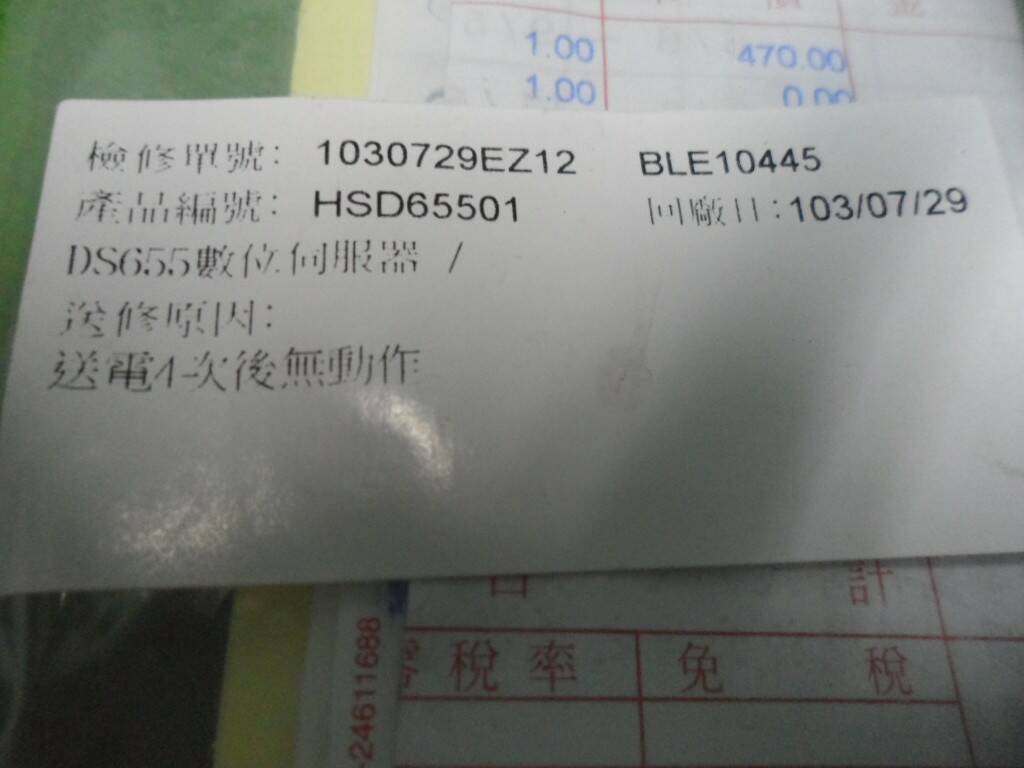 1.00 470.00
1.00 0.00
檢修單號: 1030729EZ12 BLE10445
產品編號: HSD65501 回廠日:103/07/29
DS655數位伺服器 /
送修原因:
送電4次後無動作
計
稅率 免 稅
-24611688